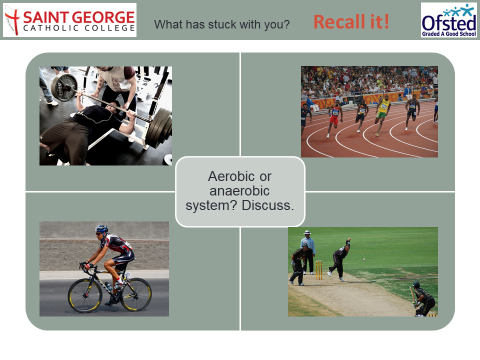 SAINT GEORGE
CATHOLIC COLLEGE
What has stuck with you?
Recall it!
Ofsted
Graded A Good School
Aerobic or
anaerobic
system? Discuss.